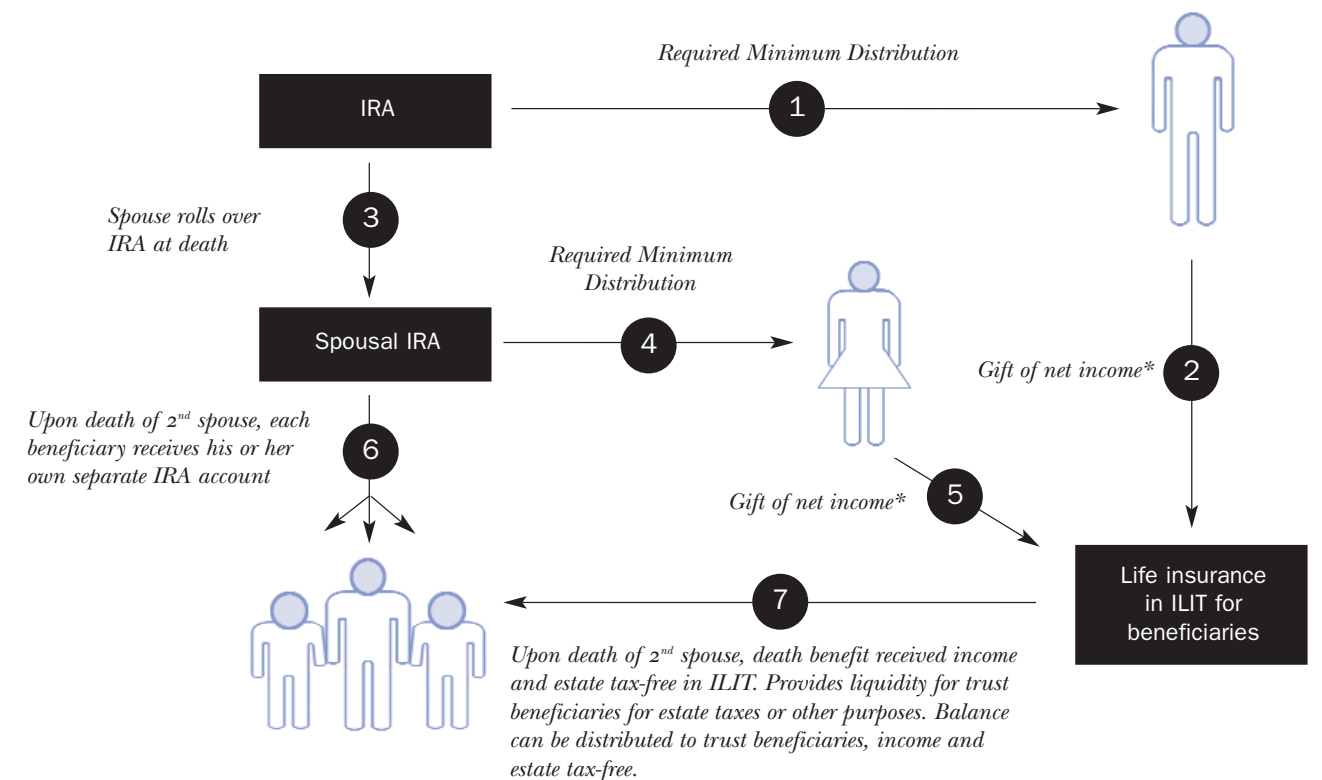 Required Minimum Distribution
IRA
1
Spouse rolls over
IRA at death
3
Required Minimum
Distribution
Spousal IRA
4
Gift of net income*
2
Upon death of 2nd spouse, each
beneficiary receives his or her
own separate IRA account
6
Gift of net income*
5
Life insurance
in ILIT for
beneficiaries
7
Upon death of 2nd spouse, death benefit received income
and estate tax-free in ILIT. Provides liquidity for trust
beneficiaries for estate taxes or other purposes. Balance
can be distributed to trust beneficiaries, income and
estate tax-free.